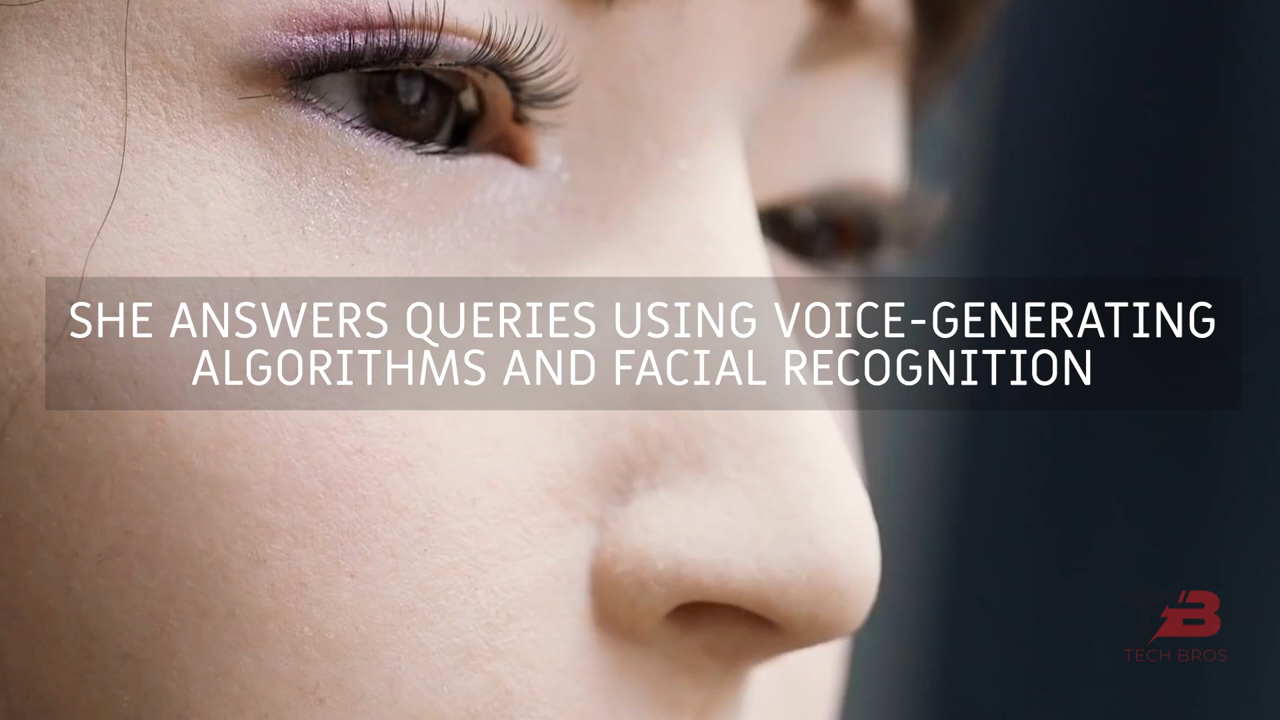 SHE ANSWERS QUERIES USING VOICE-GENERATING
ALGORITHMS AND FACIAL RECOGNITION
B
TECH BROS